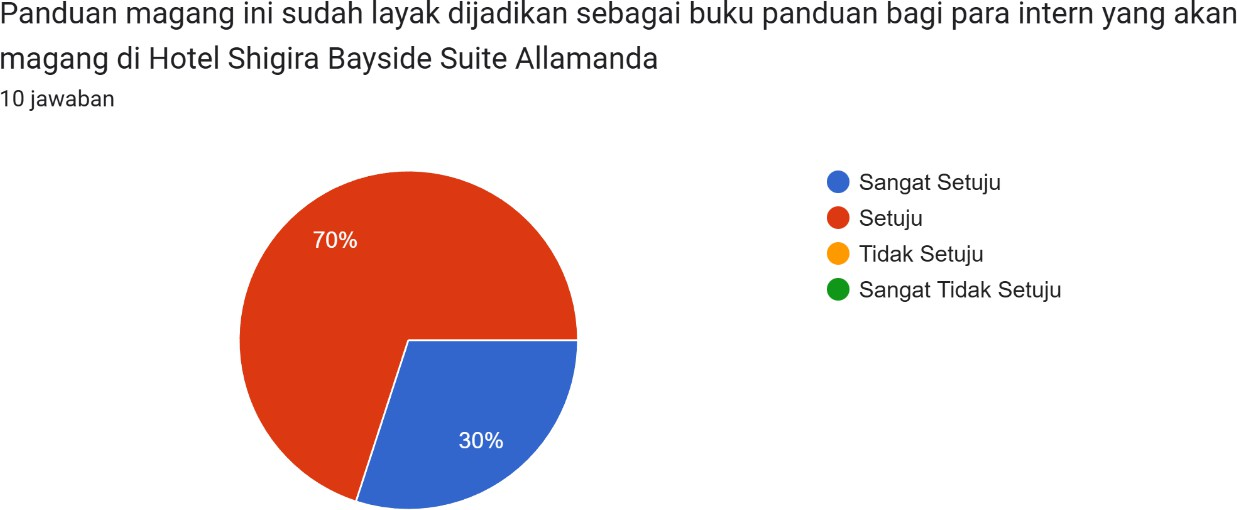 Panduan magang ini sudah layak dijadikan sebagai buku panduan bagi para intern yang akan
magang di Hotel Shigira Bayside Suite Allamanda
10 jawaban
70%
30%
Sangat Setuju
Setuju
Tidak Setuju
Sangat Tidak Setuju